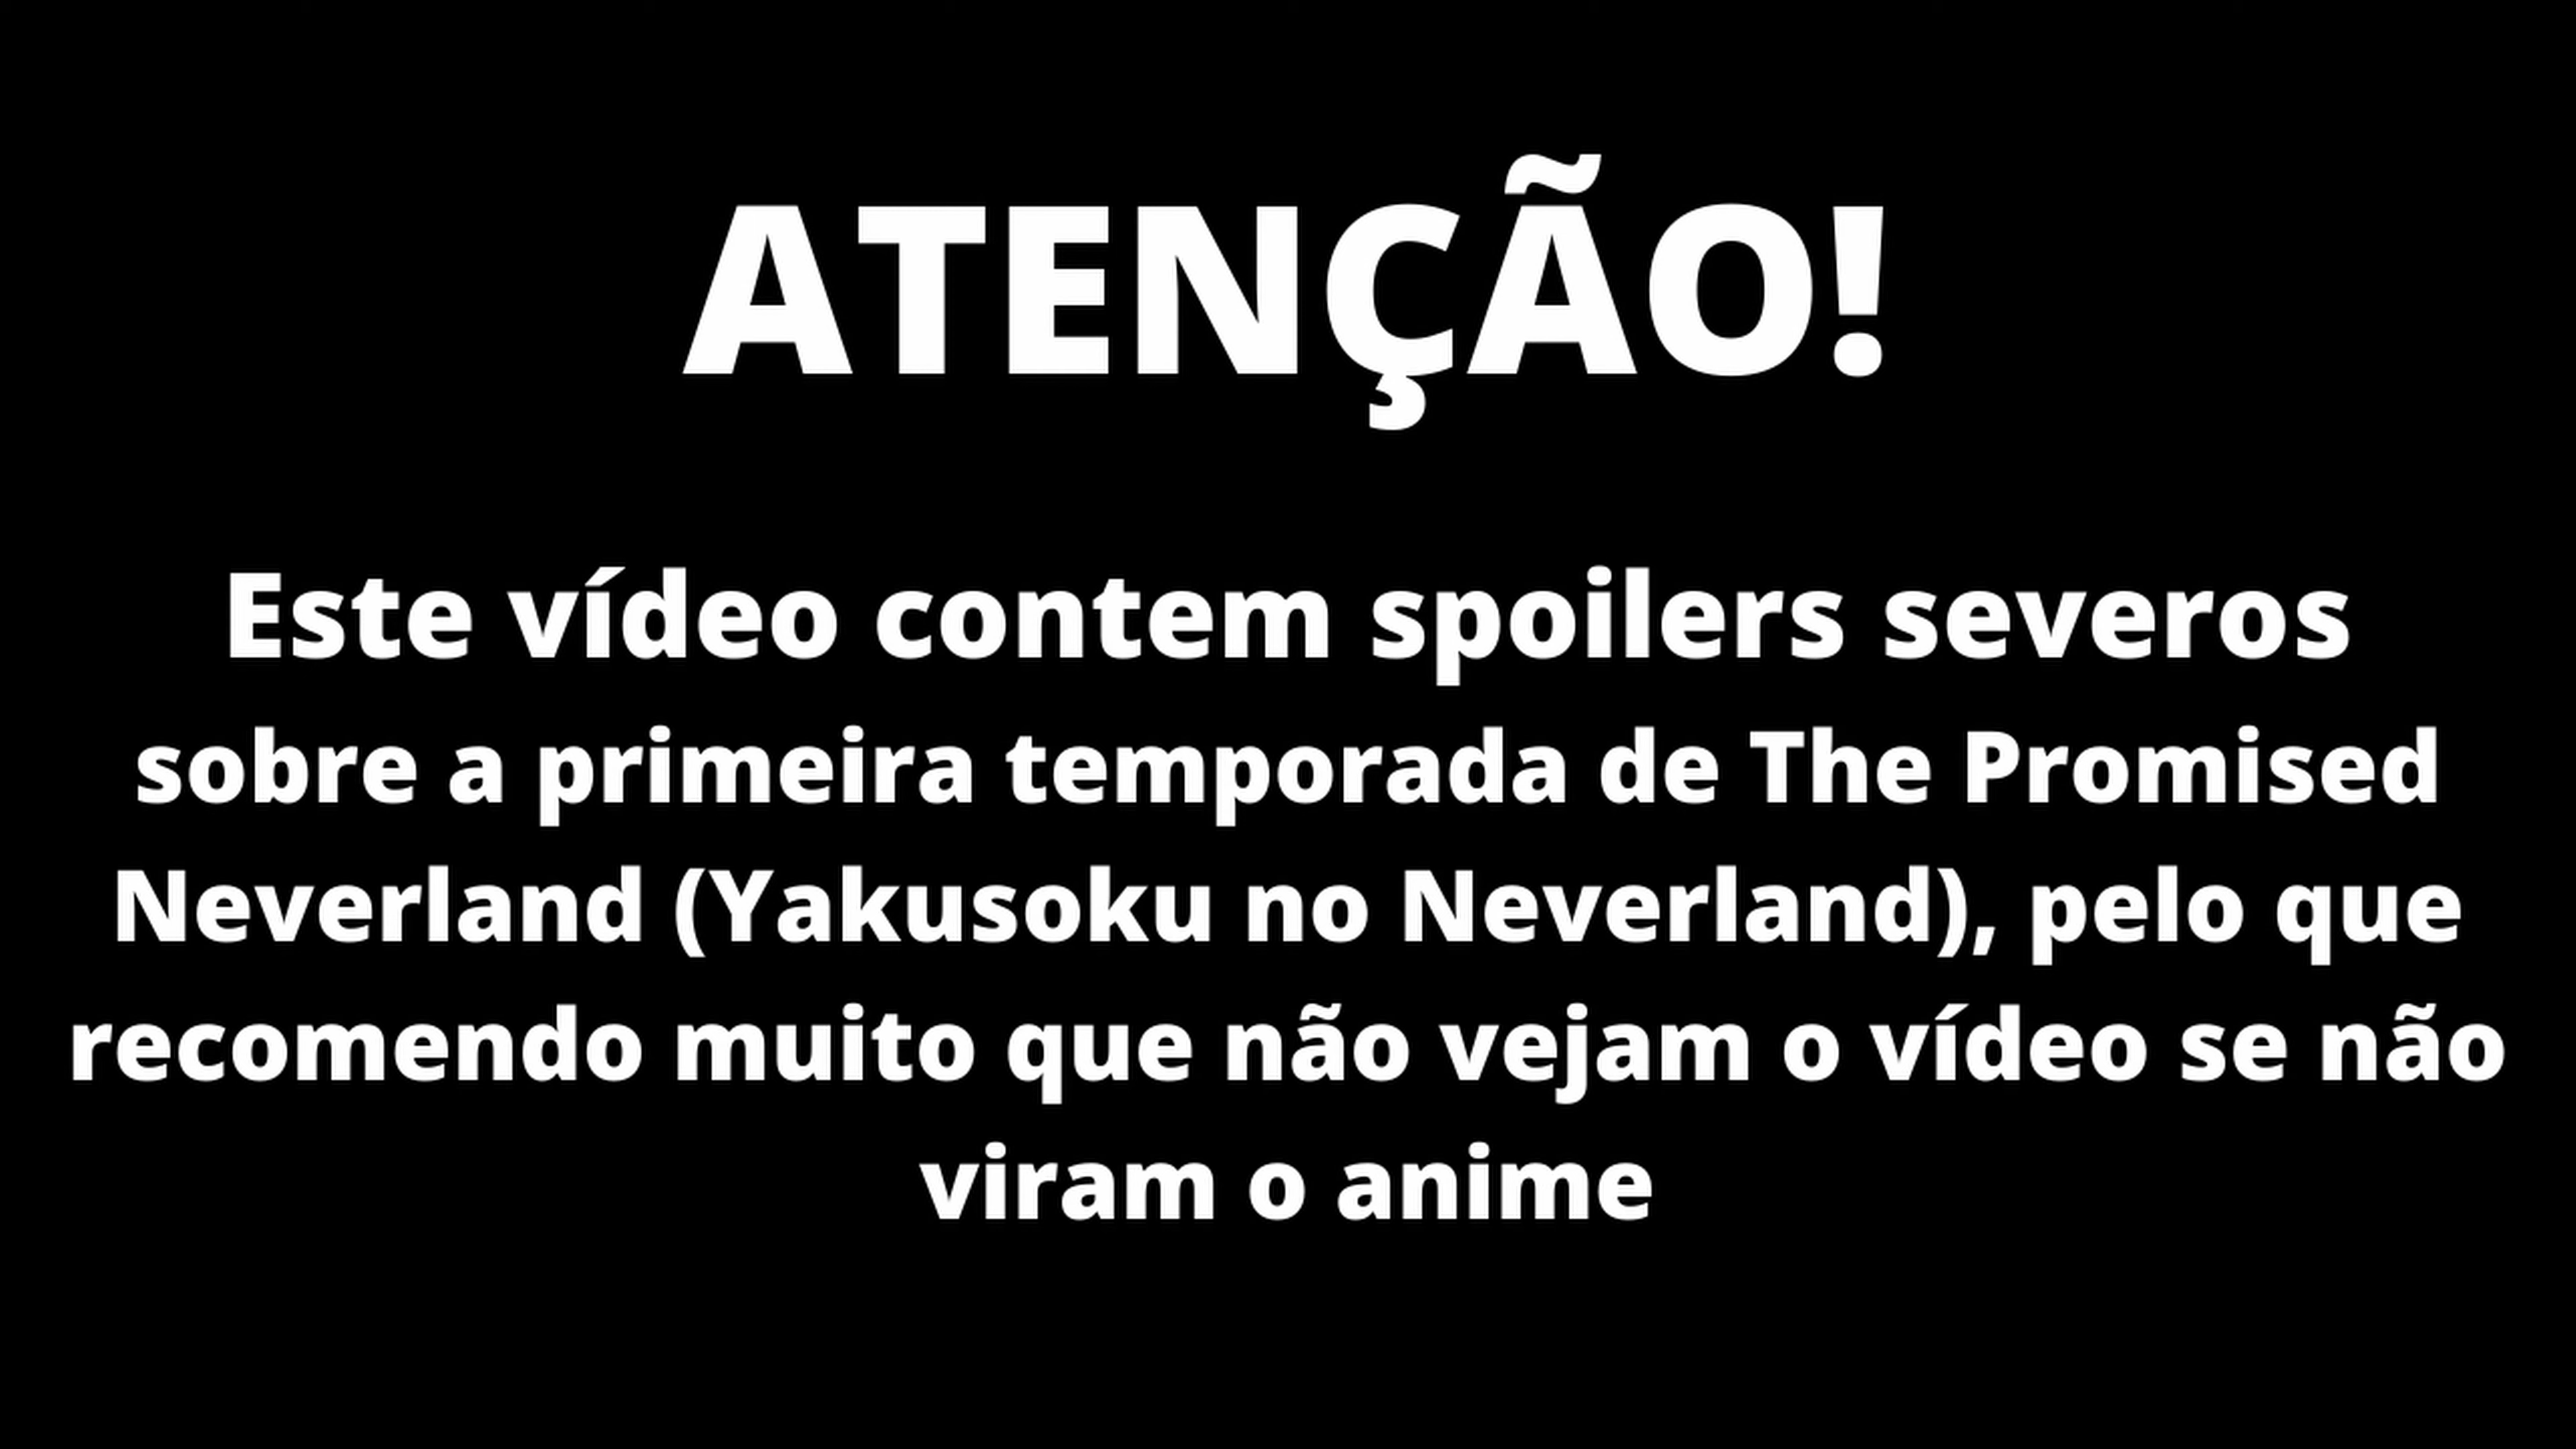 ATENÇÃO!
Este vídeo contem spoilers severos
sobre a primeira temporada de The Promised
Neverland (Yakusoku no Neverland), pelo que
recomendo muito que não vejam o vídeo se não
viram o anime